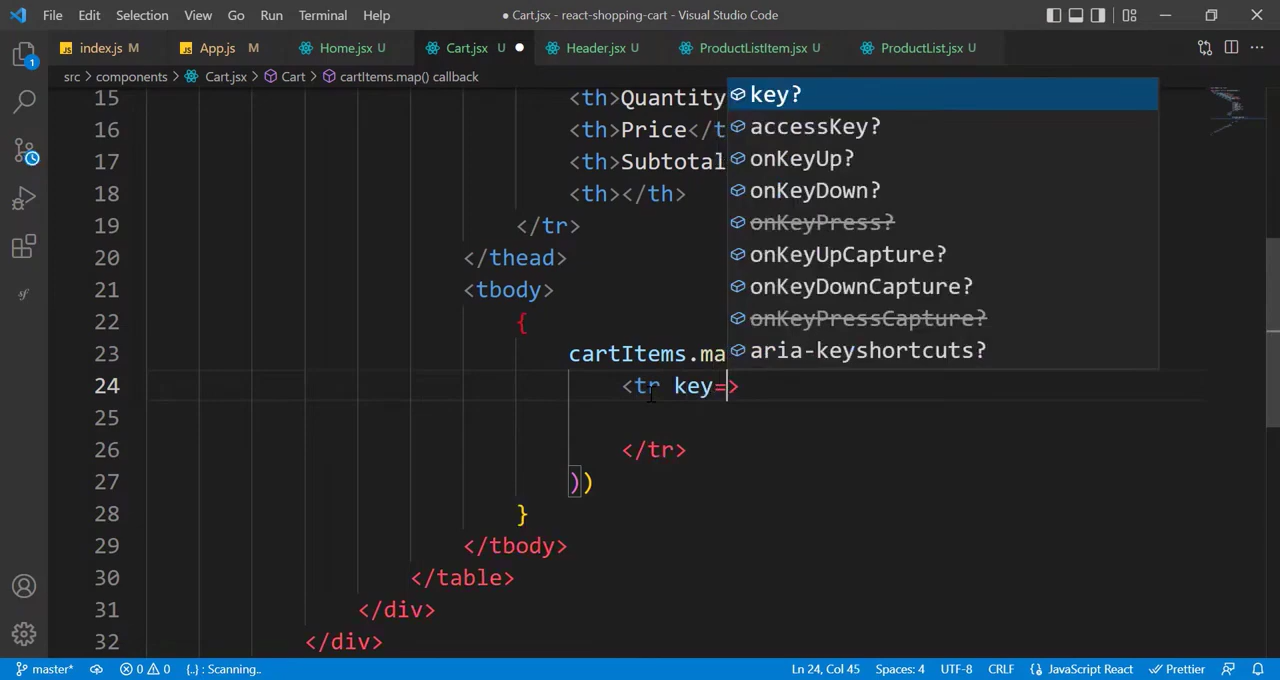 File Edit Selection View Go Run Terminal Help
● Cart.jsx - react-shopping-cart - Visual Studio Code
index.js M App.js M Home.jsx U Cart.jsx U ● Header.jsx U ProductListItem.jsx U ProductList.jsx U
src > components > Cart.jsx > Cart > cartItems.map() callback
15 <th>Quantity
16 <th>Price</t
17 <th>Subtotal
18 <th></th>
19 </tr>
20 </thead>
21 <tbody>
22 {
23 cartItems.ma
24 <tr key=>
25
26 </tr>
27 ))
28 }
29 </tbody>
30 </table>
31 </div>
32 </div>
key?
accessKey?
onKeyUp?
onKeyDown?
onKeyPress?
onKeyUpCapture?
onKeyDownCapture?
onKeyPressCapture?
aria-keyshortcuts?
1
sf
master* 0 0 {..} : Scanning.. Ln 24, Col 45 Spaces: 4 UTF-8 CRLF JavaScript React Prettier